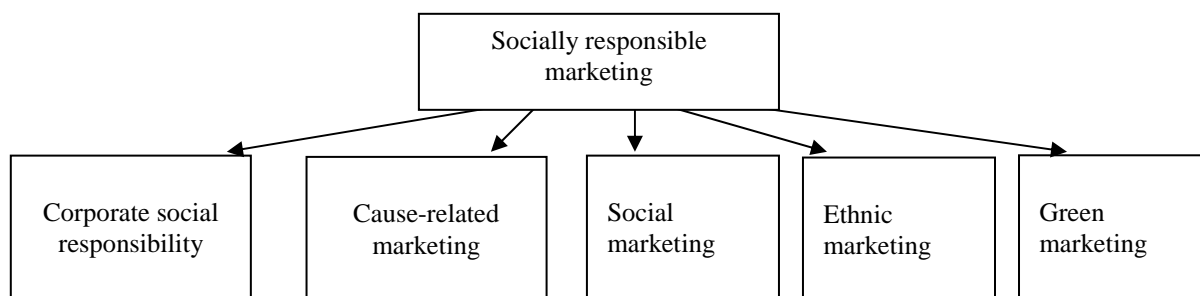 Socially responsible
marketing
Corporate social
responsibility
Cause-related
marketing
Social
marketing
Ethnic
marketing
Green
marketing